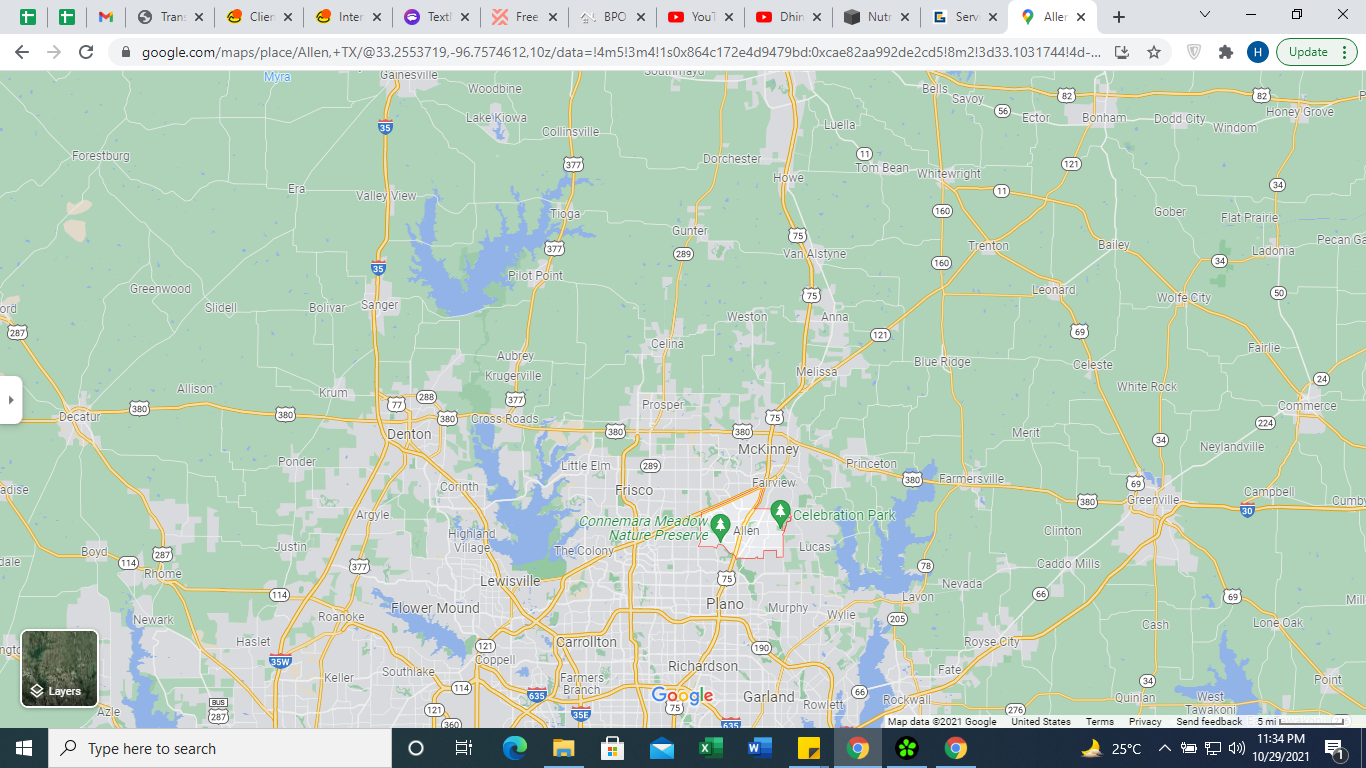 Trans
Clien
Inter
Text
Free
BPO
YouT
Dhin
Nutr
Servi
Aller
google.com/maps/place/Allen,+TX/@33.2553719,-96.7574612,10z/data=!4m5!3m4!1s0x864c172e4d9479bd:0xcae82aa992de2cd5!8m2!3d33.1031744!4d-...
H
Update
Myra
Gainesville
Southmayd
Woodbine
Bells
Savoy
82
82
Honey Grove
Lake Kiowa
35
Collinsville
Luella
56
Ector
Bonham
Dodd City
Windom
Forestburg
377
Dorchester
11
Tom Bean
121
Era
Valley View
Howe
Whitewright
11
34
Tioga
160
Gober
Flat Prairie
Gunter
75
377
289
Van Alstyne
Trenton
Bailey
Ladonia
Pecan Ga
35
Pilot Point
160
34
Greenwood
Slidell
Bolivar
Sanger
75
Leonard
Wolfe City
50
ord
287
Weston
Anna
121
69
Celina
Fairlie
Aubrey
Krugerville
Melissa
Blue Ridge
Celeste
24
Allison
Krum
288
377
White Rock
Decatur
380
380
77
380
Cross Roads
Prosper
75
Commerce
Denton
380
380
224
McKinney
Merit
34
Neylandville
Ponder
Little Elm
289
Princeton
Corinth
Frisco
Fairview
380
Farmersville
69
Campbell
adise
380
Greenville
Cumby
30
Argyle
Connemara Meadow
Nature Preserve
Allen
Celebration Park
Clinton
Highland
Village
The Colony
Lucas
Boyd
287
Justin
114
377
78
Caddo Mills
dale
Rhome
Lewisville
75
Nevada
114
Flower Mound
Plano
Murphy
Lavon
66
69
Mill
Newark
Roanoke
Wylie
205
Cash
Lone Oak
ngto
Haslet
35W
121
Coppell
Carrollton
190
Royse City
Southlake
Richardson
Fate
Keller
114
Farmers
Branch
34
Point
Layers
635
Google
Garland
66
Rockwall
Quinlan
West
Tawakoni
BUS
287
Azle
121
360
35E
75
635
Rowlett
276
Map data ©2021 Google
United States
Terms
Privacy
Send feedback
5 mi
Type here to search
25°C
11:34 PM
10/29/2021
1